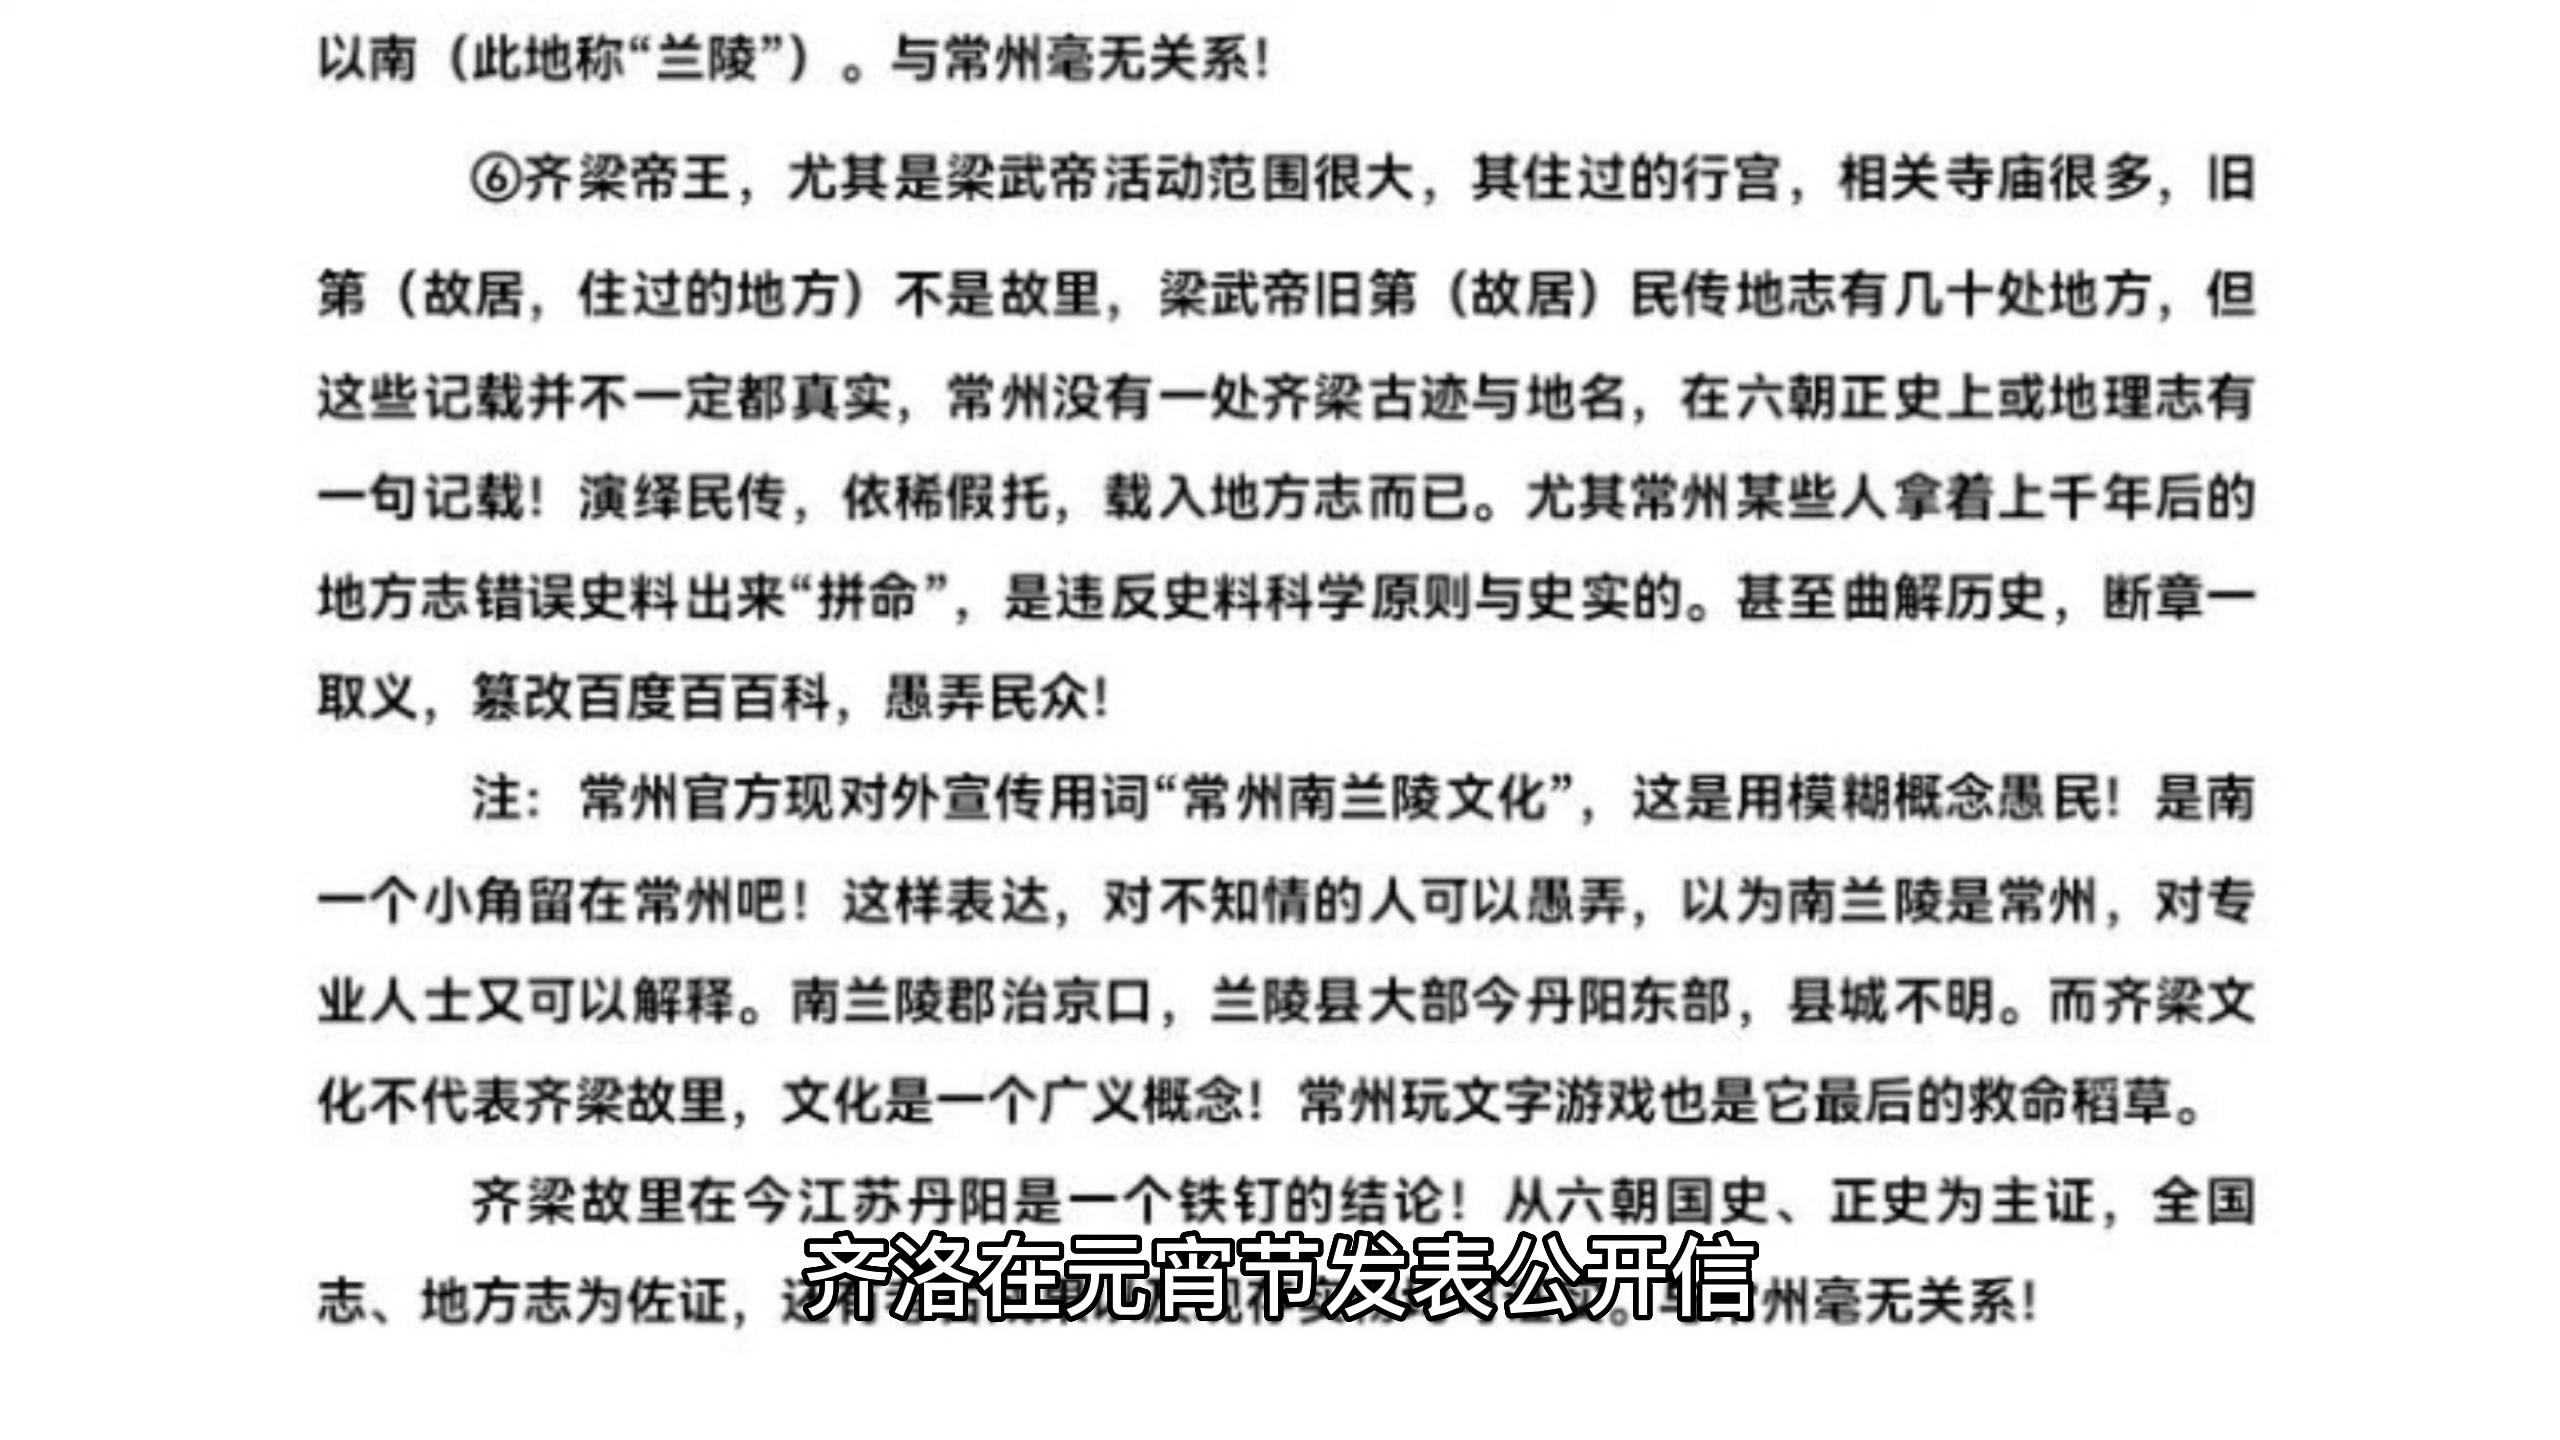 以南（此地称“兰陵”）。与常州毫无关系！
⑥齐梁帝王，尤其是梁武帝活动范围很大，其住过的行宫，相关寺庙很多，旧
第（故居，住过的地方）不是故里，梁武帝旧第（故居）民传地志有几十处地方，但
这些记载并不一定都真实，常州没有一处齐梁古迹与地名，在六朝正史上或地理志有
一句记载！演绎民传，依稀假托，载入地方志而已。尤其常州某些人拿着上千年后的
地方志错误史料出来“拼命”，是违反史料科学原则与史实的。甚至曲解历史，断章一
取义，篡改百度百百科，愚弄民众！
注：常州官方现对外宣传用词“常州南兰陵文化”，这是用模糊概念愚民！是南
一个小角留在常州吧！这样表达，对不知情的人可以愚弄，以为南兰陵是常州，对专
业人士又可以解释。南兰陵郡治京口，兰陵县大部今丹阳东部，县城不明。而齐梁文
化不代表齐梁故里，文化是一个广义概念！常州玩文字游戏也是它最后的救命稻草。
齐梁故里在今江苏丹阳是一个铁钉的结论！从六朝国史、正史为主证，全国
志、地方志为佐证，还有 常州毫无关系！
齐洛在元宵节发表公开信